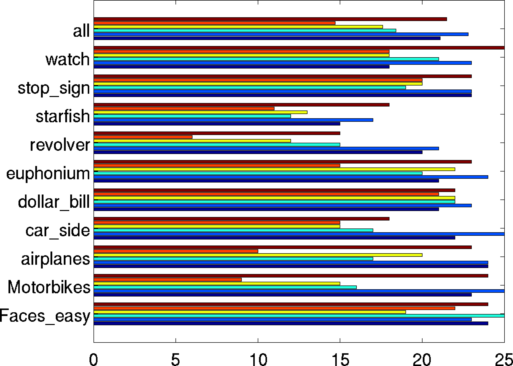 all
watch
stop_sign
starfish
revolver
euphonium
dollar_bill
car_side
airplanes
Motorbikes
Faces_easy
0 5 10 15 20 25